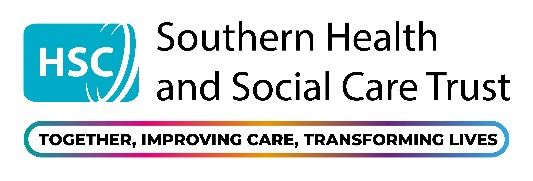 HSC
Southern Health
and Social Care Trust
TOGETHER, IMPROVING CARE, TRANSFORMING LIVES